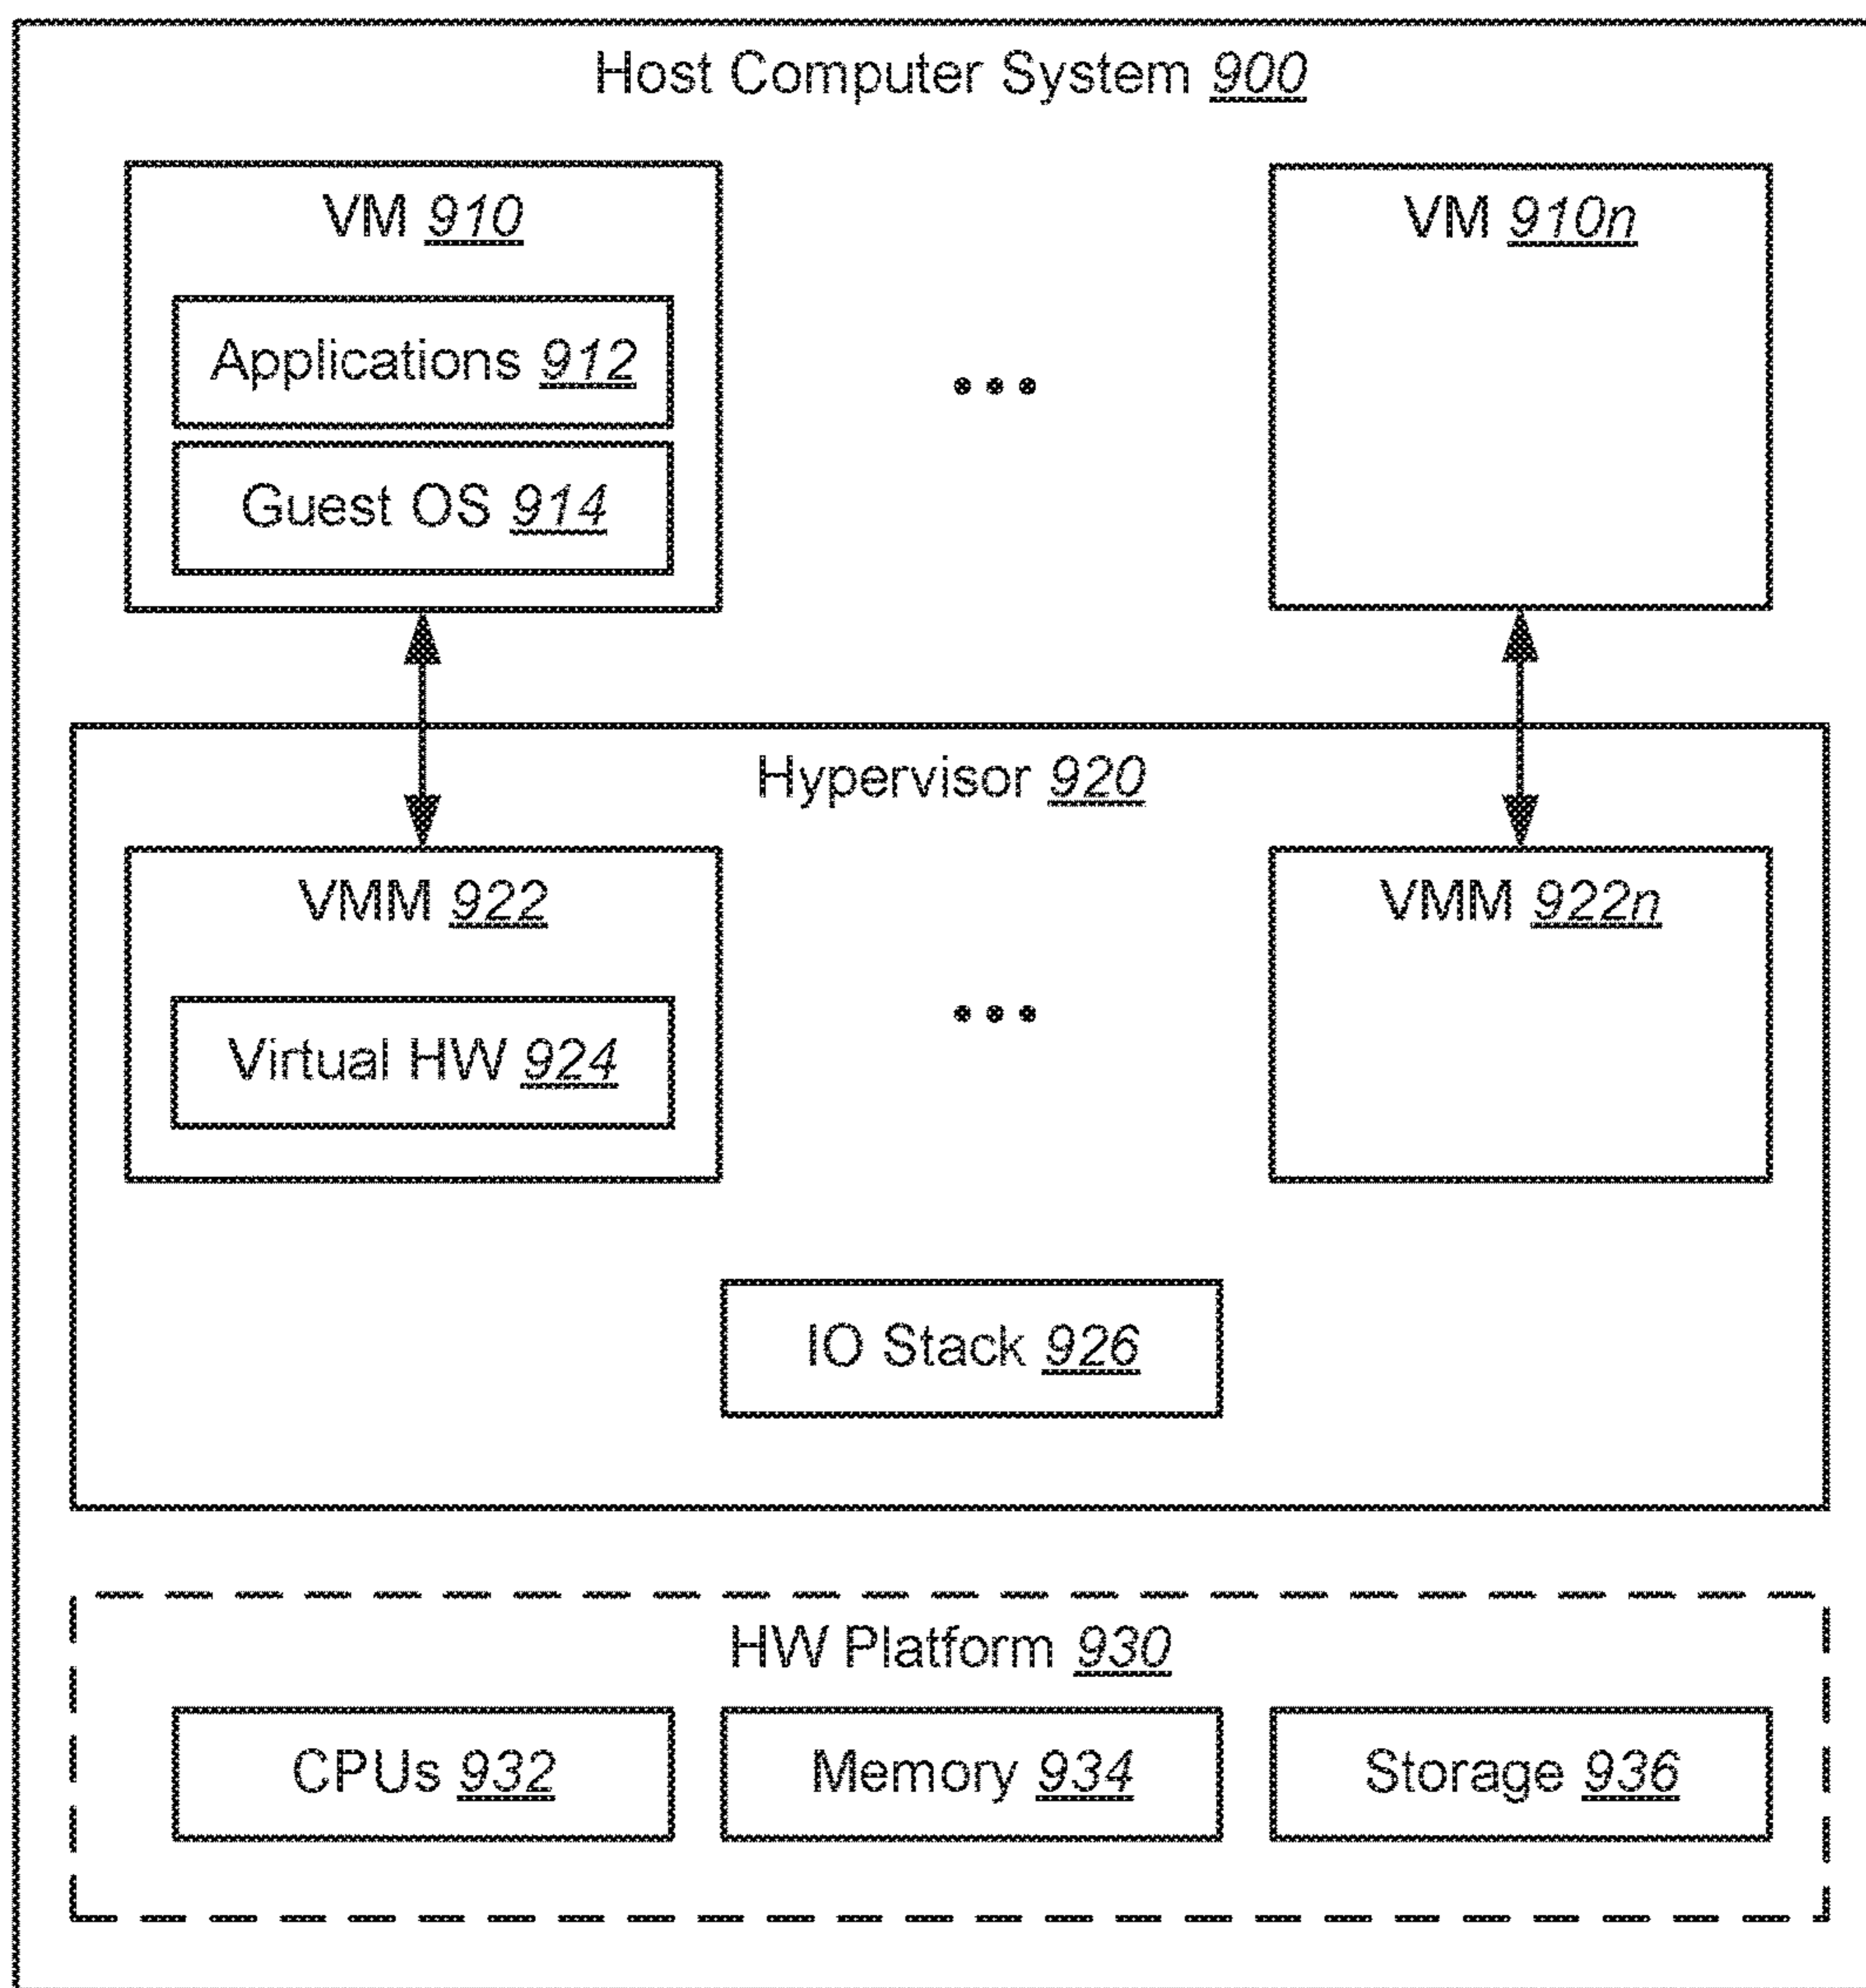 Host Computer System 900
VM 910
VM 910n
Applications 912
...
Guest OS 914
Hypervisor 920
VMM 922
VMM 922n
Virtual HW 924
...
IO Stack 926
HW Platform 930
CPUs 932
Memory 934
Storage 936